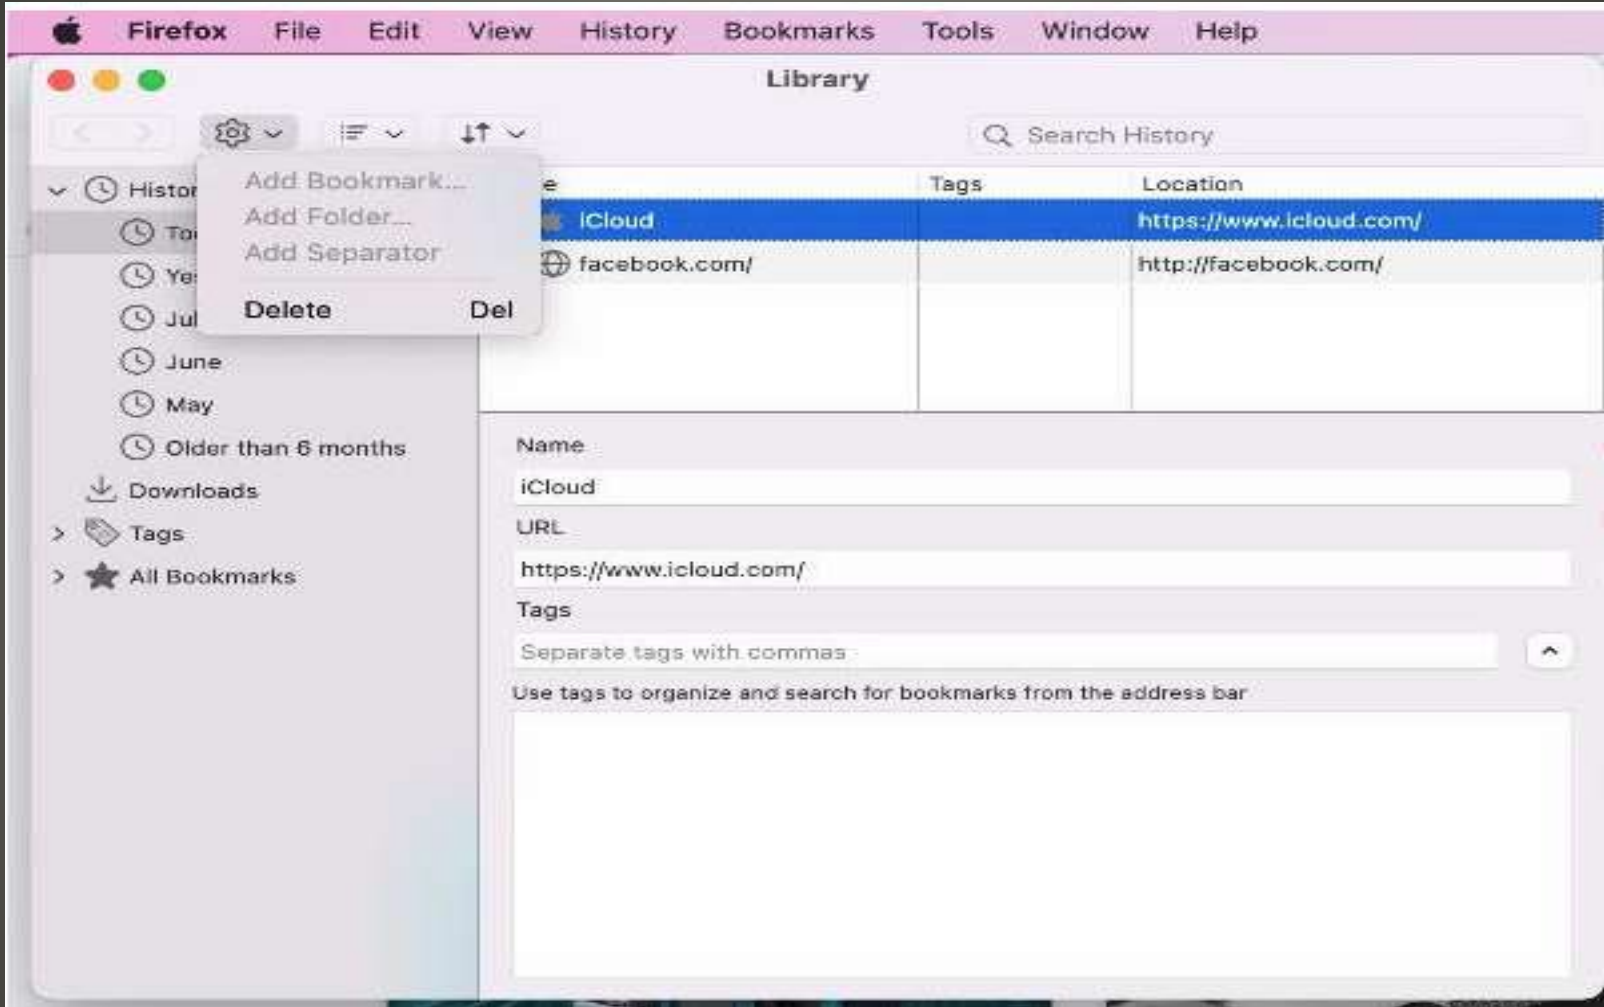 Firefox File Edit View History Bookmarks Tools Window Help
Library
Search History
Add Bookmark...
Add Folder...
Add Separator
Delete Del
Tags Location
iCloud https://www.icloud.com/
facebook.com/ http://facebook.com/
June
May
Older than 6 months
Downloads
Tags
All Bookmarks
Name
iCloud
URL
https://www.icloud.com/
Tags
Separate tags with commas
Use tags to organize and search for bookmarks from the address bar